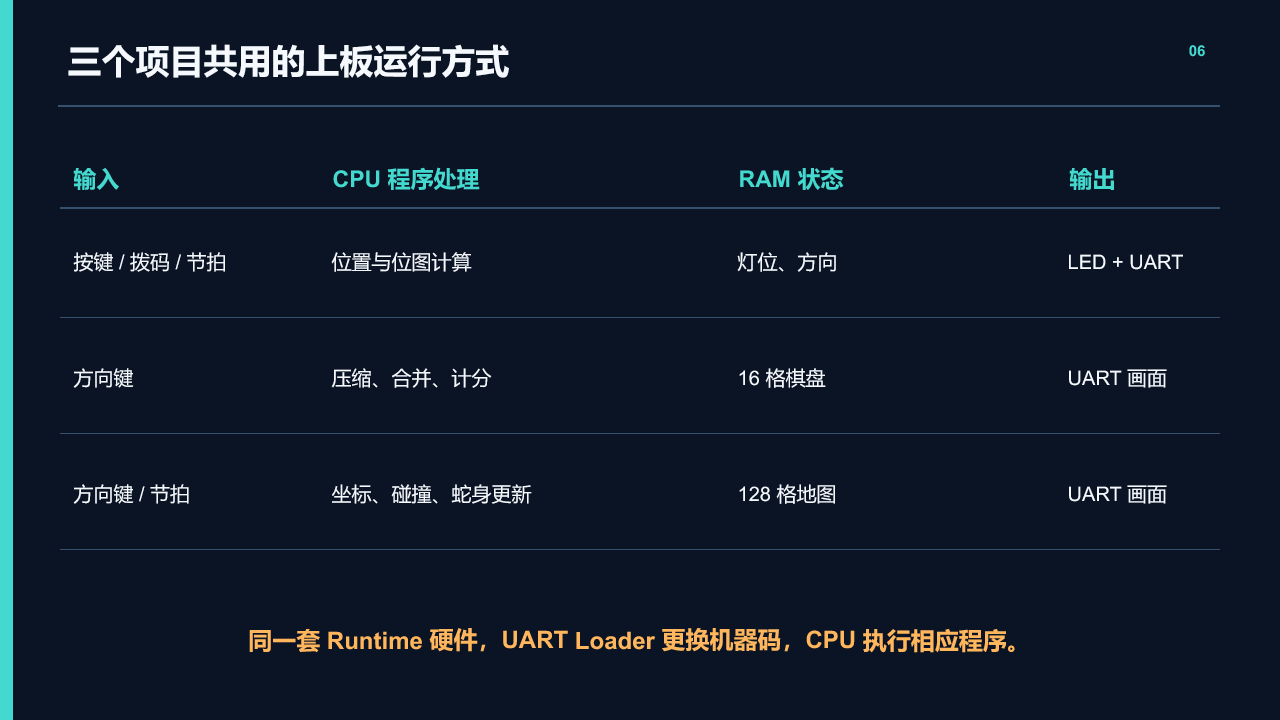 三个项目共用的上板运行方式
06
输入 CPU 程序处理 RAM 状态 输出
按键 / 拨码 / 节拍 位置与位图计算 灯位、方向 LED + UART
方向键 压缩、合并、计分 16 格棋盘 UART 画面
方向键 / 节拍 坐标、碰撞、蛇身更新 128 格地图 UART 画面
同一套 Runtime 硬件，UART Loader 更换机器码，CPU 执行相应程序。